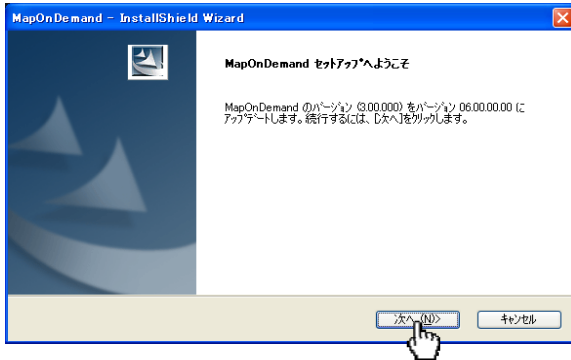 MapOnDemand - InstallShield Wizard
MapOnDemand ｾｯﾄｱｯﾌﾟへようこそ
MapOnDemand のﾊﾞｰｼﾞｮﾝ (3.00.000) をﾊﾞｰｼﾞｮﾝ 06.00.00.00 に
ｱｯﾌﾟﾃﾞｰﾄします。続行するには、[次へ]をｸﾘｯｸします。
次へ(N)>
ｷｬﾝｾﾙ